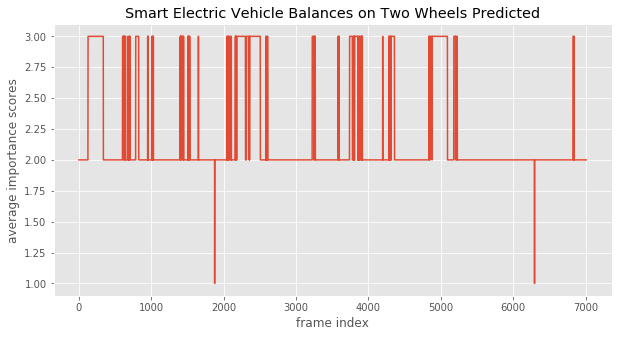 Smart Electric Vehicle Balances on Two Wheels Predicted
3.00
2.75
2.50
2.25
2.00
1.75
1.50
1.25
1.00
average importance scores
0 1000 2000 3000 4000 5000 6000 7000
frame index